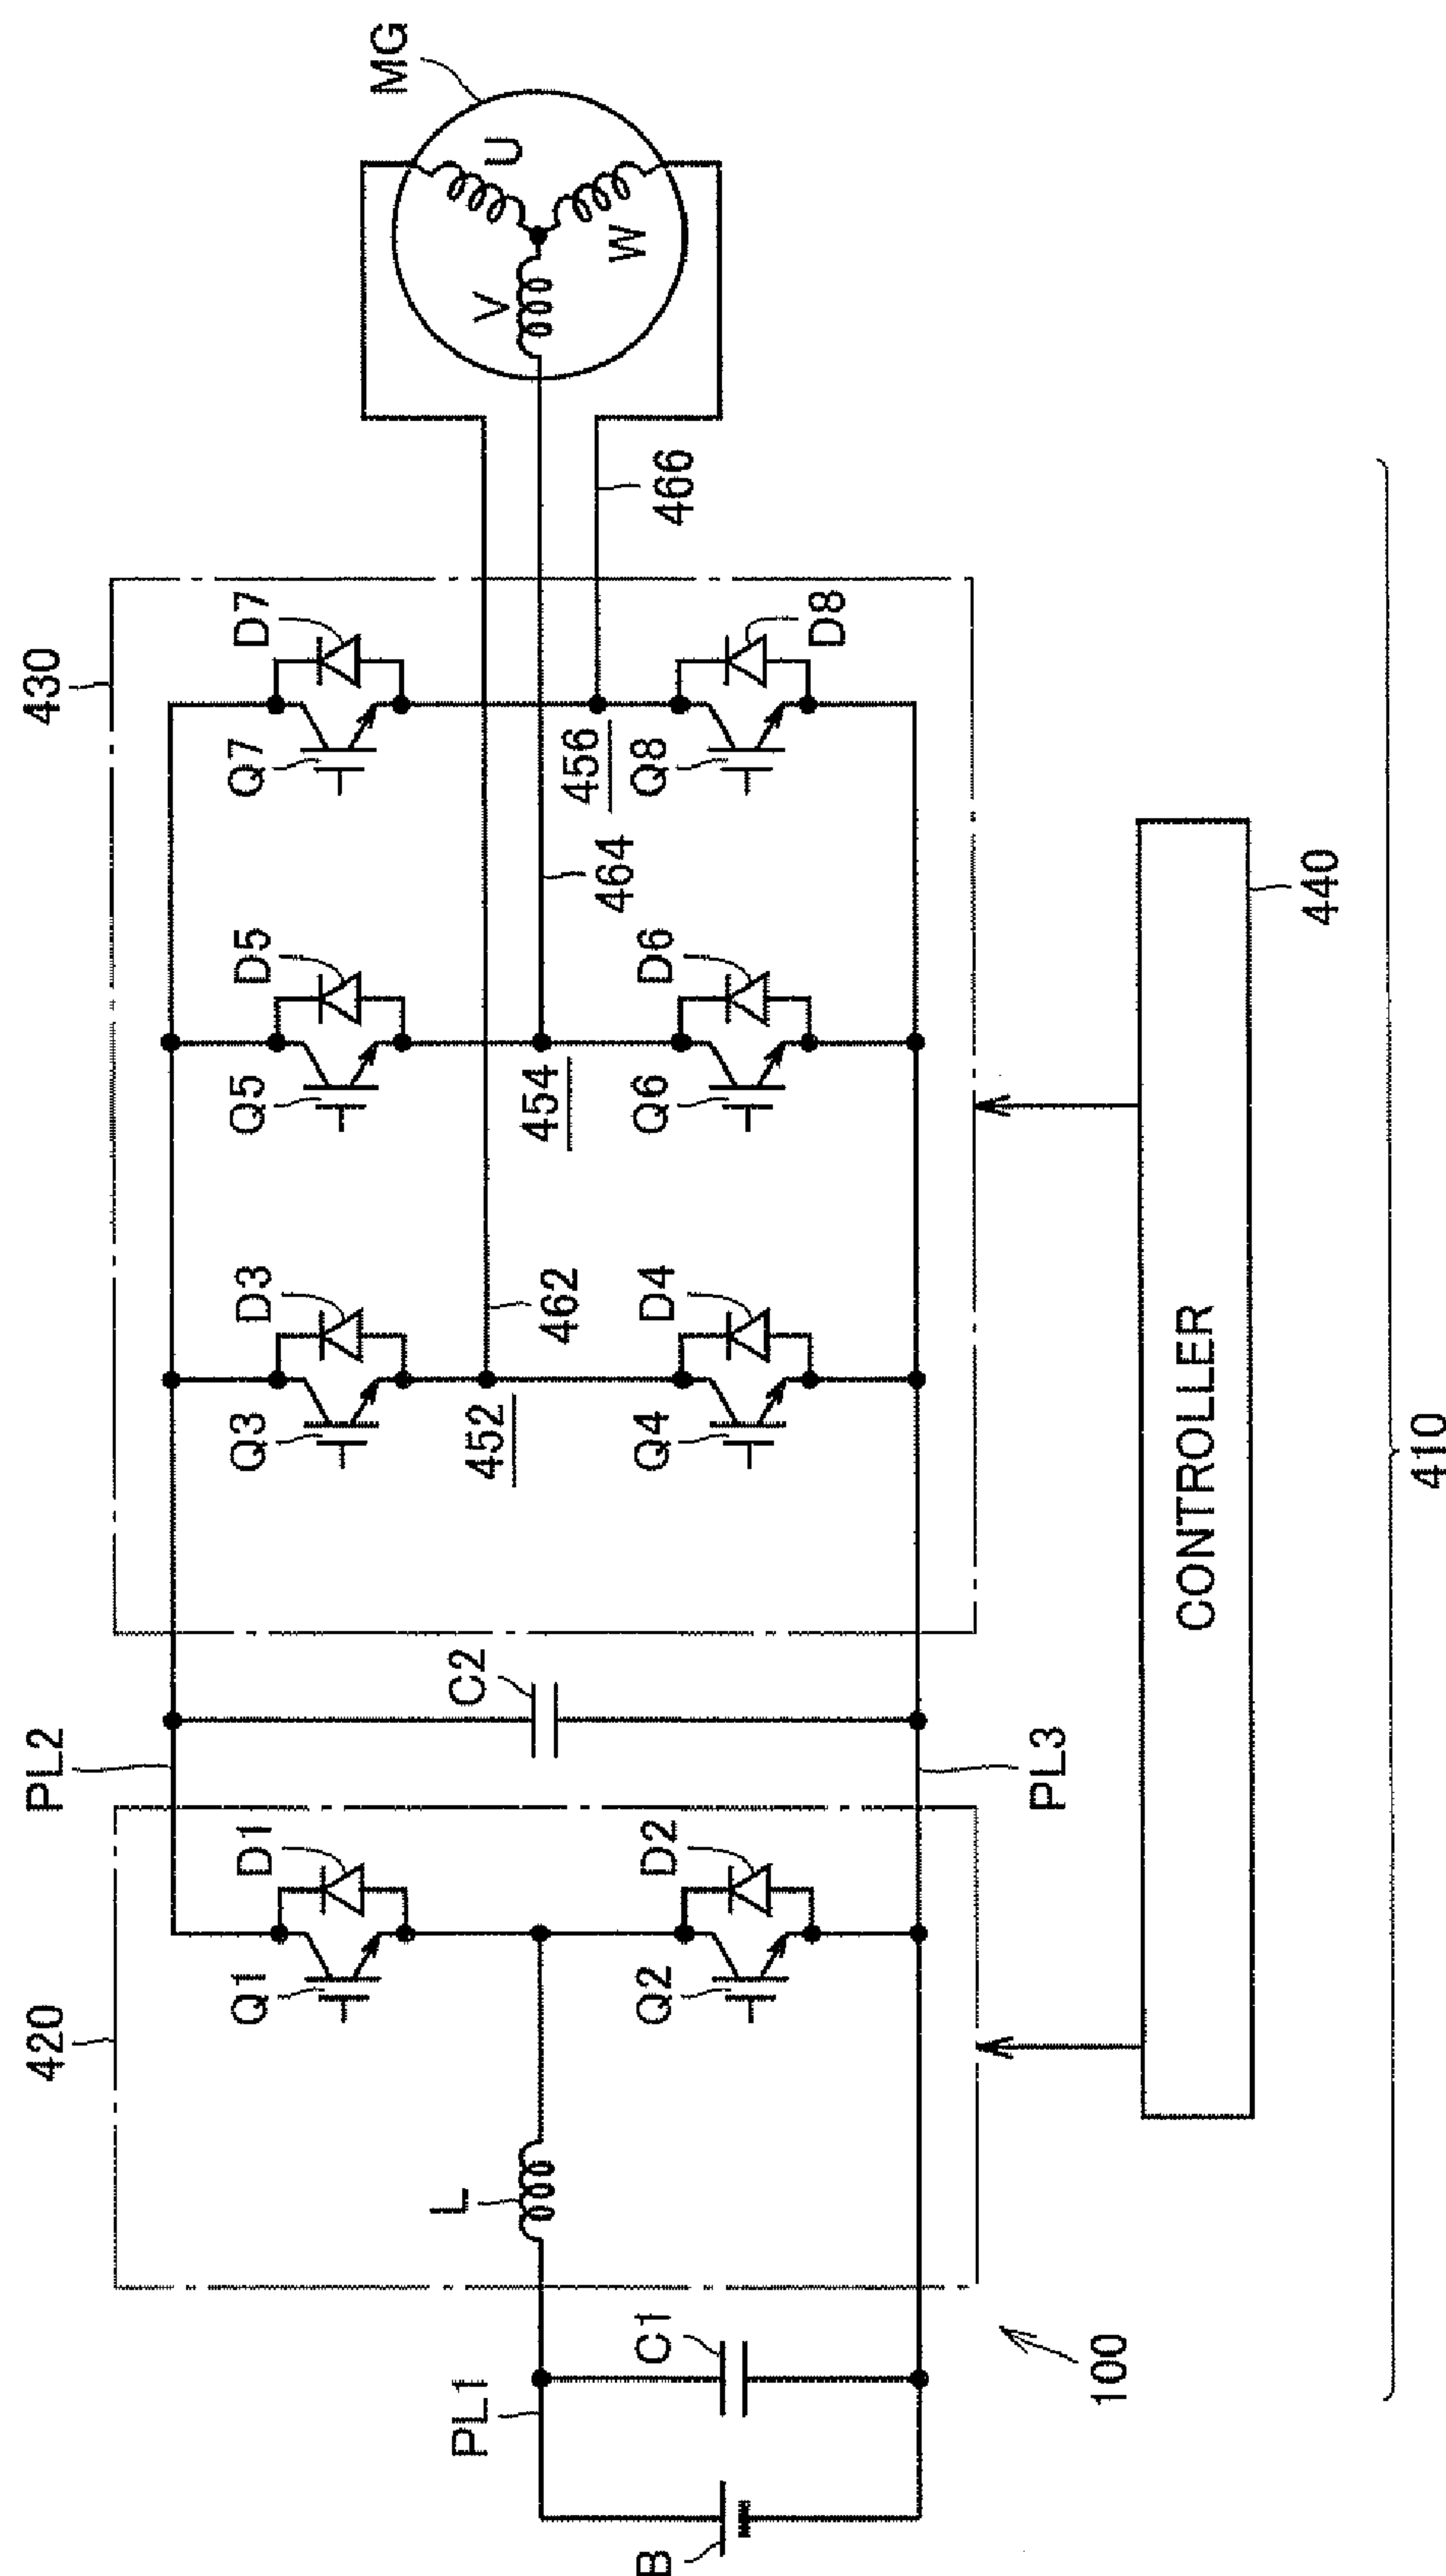 PL2
PL3
430
420
D7
D5
D3
D1
Q7
Q5
Q3
Q1
C2
MG
U
V
W
462
464
466
452
454
456
D8
D6
D4
D2
Q8
Q6
Q4
Q2
L
PL1
C1
B
100
CONTROLLER
440
410